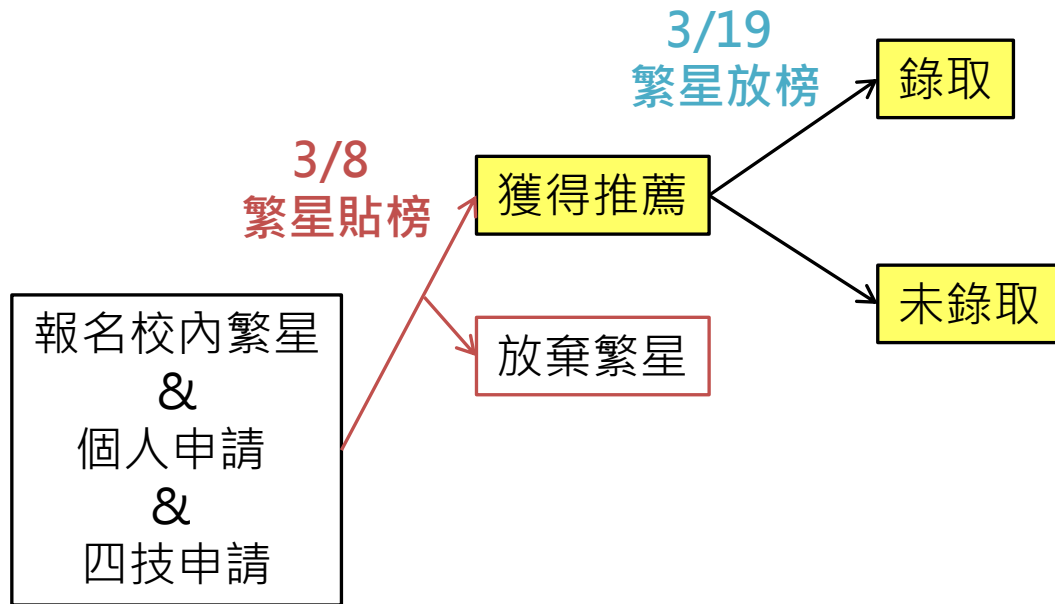 3/19
繁星放榜
錄取
3/8
繁星貼榜
獲得推薦
未錄取
放棄繁星
報名校內繁星
&
個人申請
&
四技申請